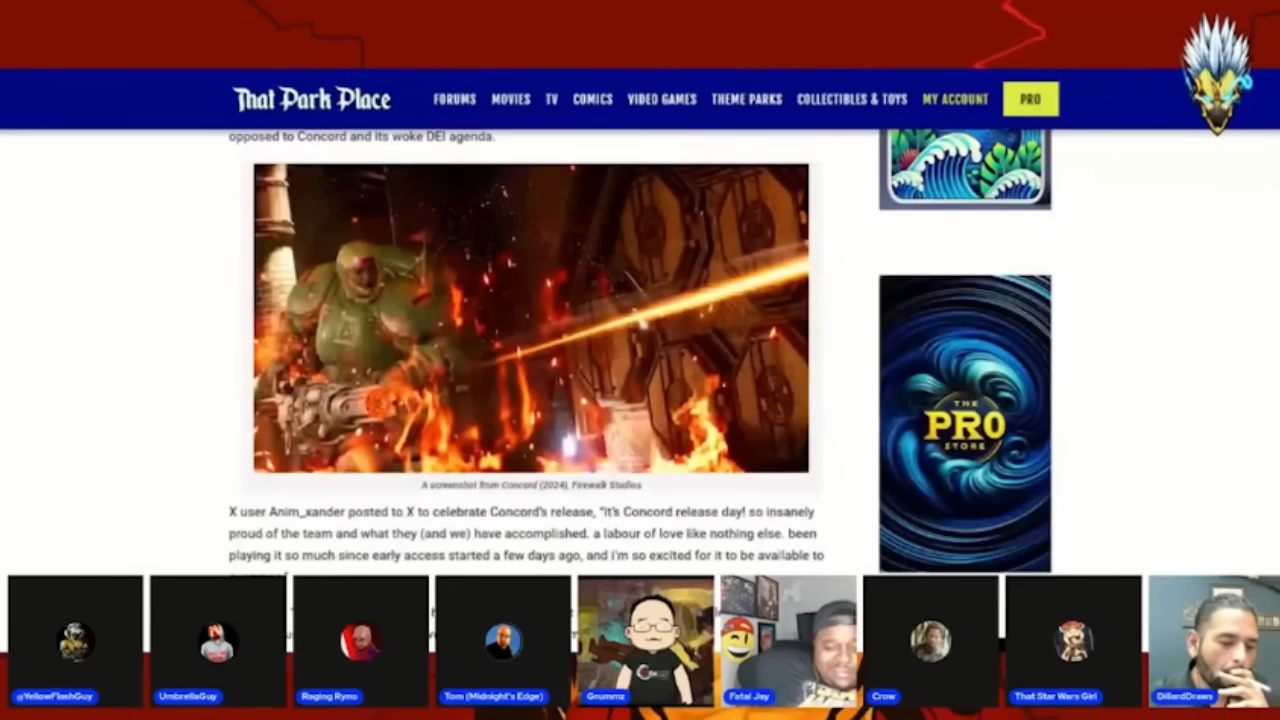 That Park Place
FORUMS MOVIES TV COMICS VIDEO GAMES THEME PARKS COLLECTIBLES & TOYS MY ACCOUNT PRO
opposed to Concord and its woke DEI agenda.
A screenshot from Concord (2024), Firewalk Studios
X user Anim_xander posted to X to celebrate Concord's release, "it's Concord release day! so insanely
proud of the team and what they (and we) have accomplished. a labour of love like nothing else. been
playing it so much since early access started a few days ago, and i'm so excited for it to be available to
THE
PRO
STORE
@YellowFlashGuy
UmbrellaGuy
Raging Ryno
Tom (Midnight's Edge)
Grummz
Fatal Jay
Crow
That Star Wars Girl
DillardDraws